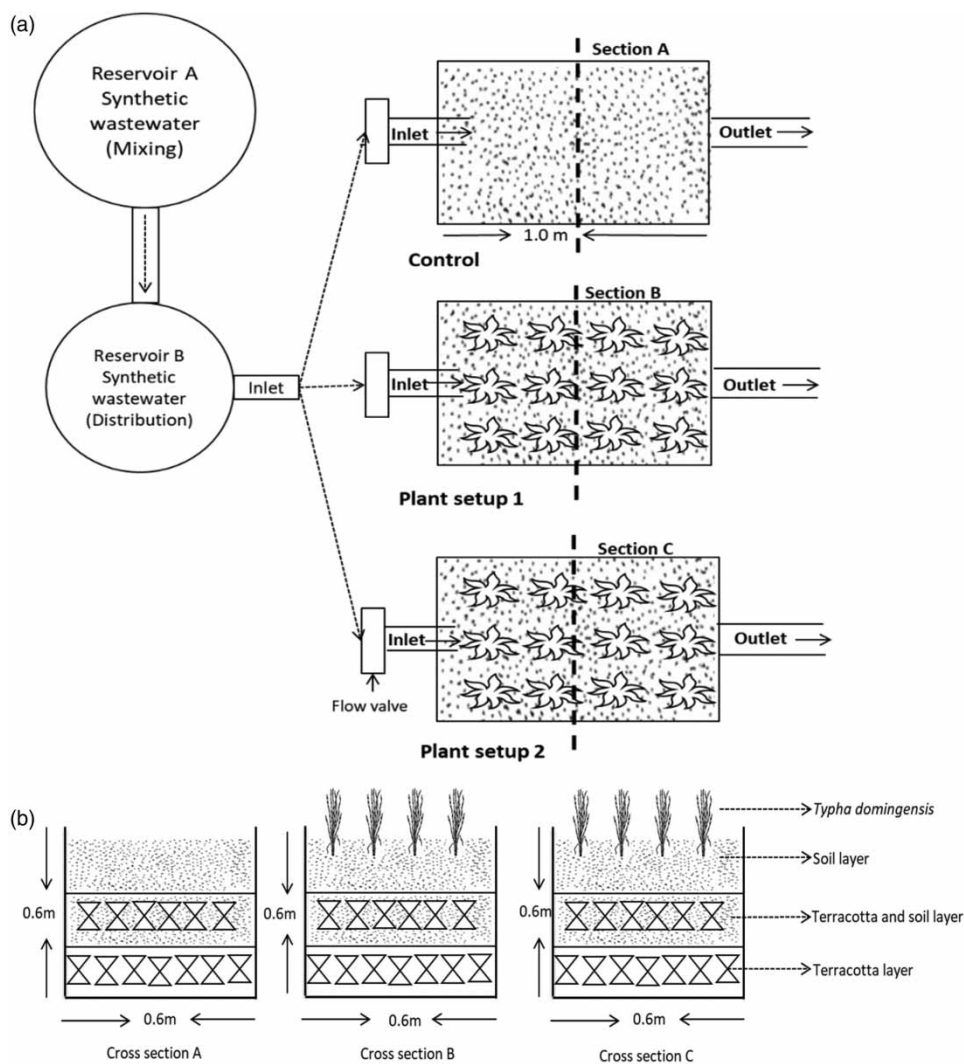 (a)
Reservoir A
Synthetic
wastewater
(Mixing)
Section A
Inlet
Outlet
1.0 m
Control
Reservoir B
Synthetic
wastewater
(Distribution)
Inlet
Section B
Inlet
Outlet
Plant setup 1
Section C
Inlet
Outlet
Flow valve
Plant setup 2
(b)
Typha domingensis
Soil layer
0.6m
0.6m
0.6m
Terracotta and soil layer
Terracotta layer
0.6m
0.6m
0.6m
Cross section A
Cross section B
Cross section C